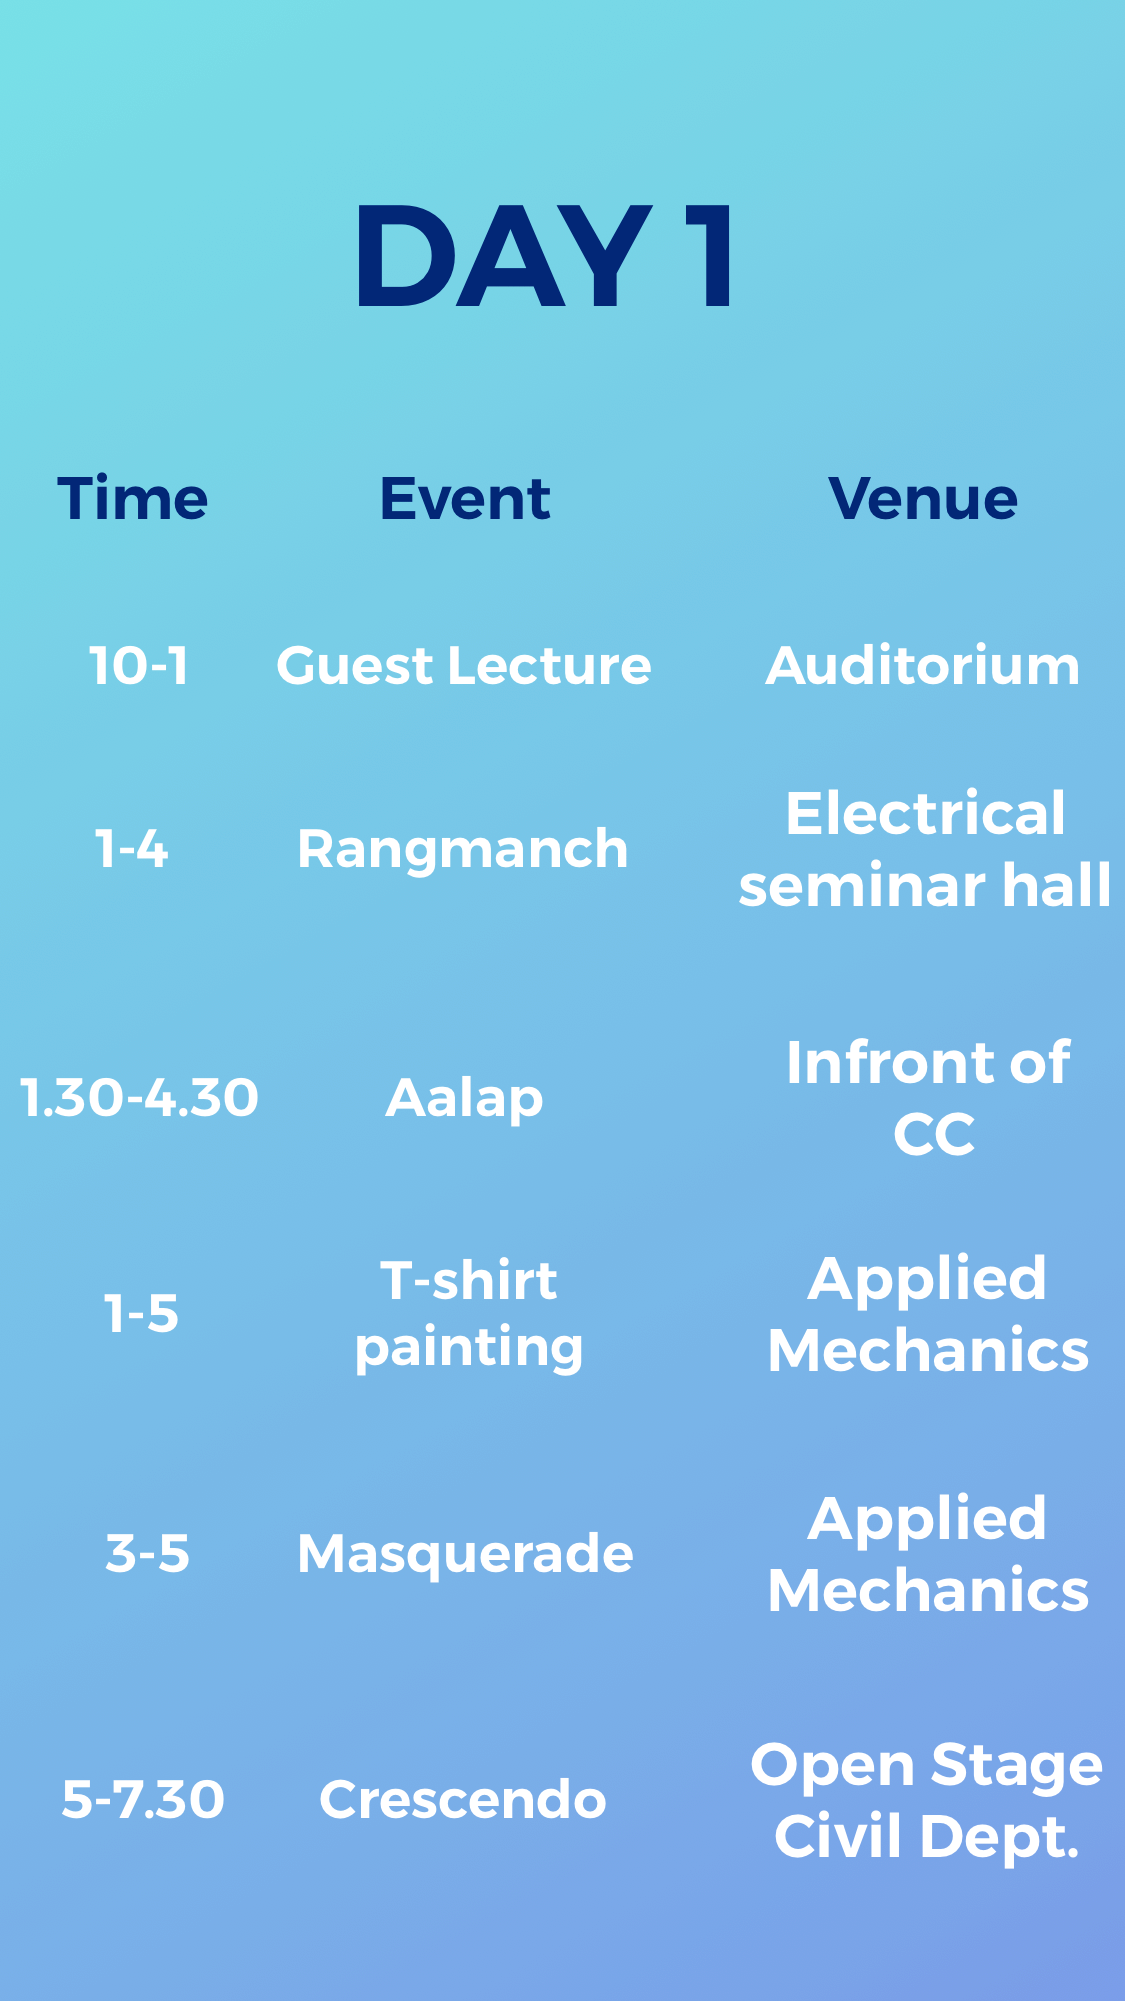 DAY 1
Time Event Venue
10-1 Guest Lecture Auditorium
1-4 Rangmanch Electrical
seminar hall
1.30-4.30 Aalap Infront of
CC
1-5 T-shirt
painting Applied
Mechanics
3-5 Masquerade Applied
Mechanics
5-7.30 Crescendo Open Stage
Civil Dept.